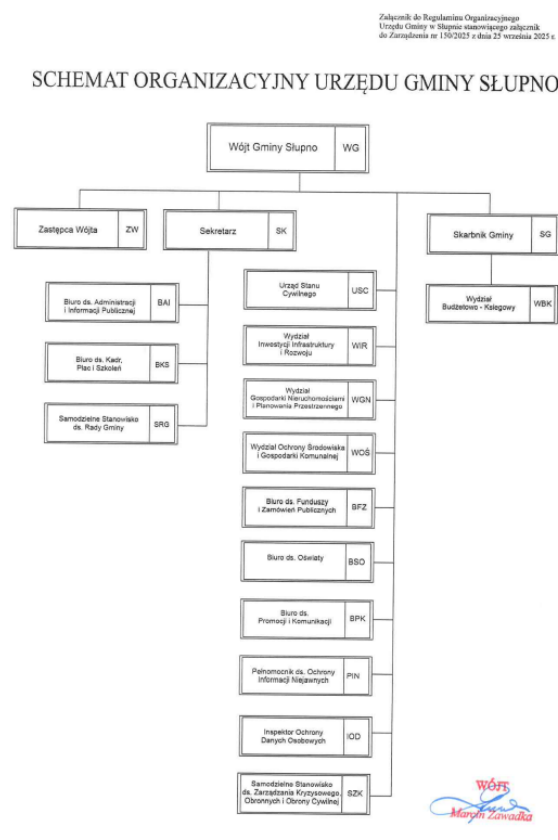 Załącznik do Regulaminu Organizacyjnego
Urzędu Gminy w Słupnie stanowiącego załącznik
do Zarządzenia nr 150/2025 z dnia 25 września 2025 r.
SCHEMAT ORGANIZACYJNY URZĘDU GMINY SŁUPNO
Wójt Gminy Słupno WG
Zastępca Wójta ZW
Sekretarz SK
Skarbnik Gminy SG
Biuro ds. Administracji
i Informacji Publicznej BAI
Biuro ds. Kadr,
Płac i Szkoleń BKS
Samodzielne Stanowisko
ds. Rady Gminy SRG
Urząd Stanu
Cywilnego USC
Wydział
Inwestycji Infrastruktury
i Rozwoju WIR
Wydział
Gospodarki Nieruchomościami
i Planowania Przestrzennego WGN
Wydział Ochrony Środowiska
i Gospodarki Komunalnej WOŚ
Biuro ds. Funduszy
i Zamówień Publicznych BFZ
Biuro ds. Oświaty BSO
Biuro ds.
Promocji i Komunikacji BPK
Pełnomocnik ds. Ochrony
Informacji Niejawnych PIN
Inspektor Ochrony
Danych Osobowych IOD
Samodzielne Stanowisko
ds. Zarządzania Kryzysowego,
Obronnych i Obrony Cywilnej SZK
Wydział
Budżetowo - Księgowy WBK
WÓJT
Marcin Zawadka